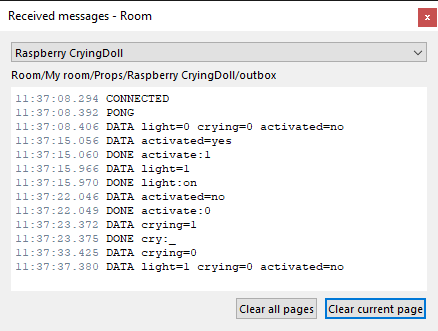 Received messages - Room
x
Raspberry CryingDoll
Room/My room/Props/Raspberry CryingDoll/outbox
11:37:08.294 CONNECTED
11:37:08.392 PONG
11:37:08.406 DATA light=0 crying=0 activated=no
11:37:15.056 DATA activated=yes
11:37:15.060 DONE activate:1
11:37:15.966 DATA light=1
11:37:15.970 DONE light:on
11:37:22.046 DATA activated=no
11:37:22.049 DONE activate:0
11:37:23.372 DATA crying=1
11:37:23.375 DONE cry:_
11:37:33.425 DATA crying=0
11:37:37.380 DATA light=1 crying=0 activated=no
Clear all pages
Clear current page